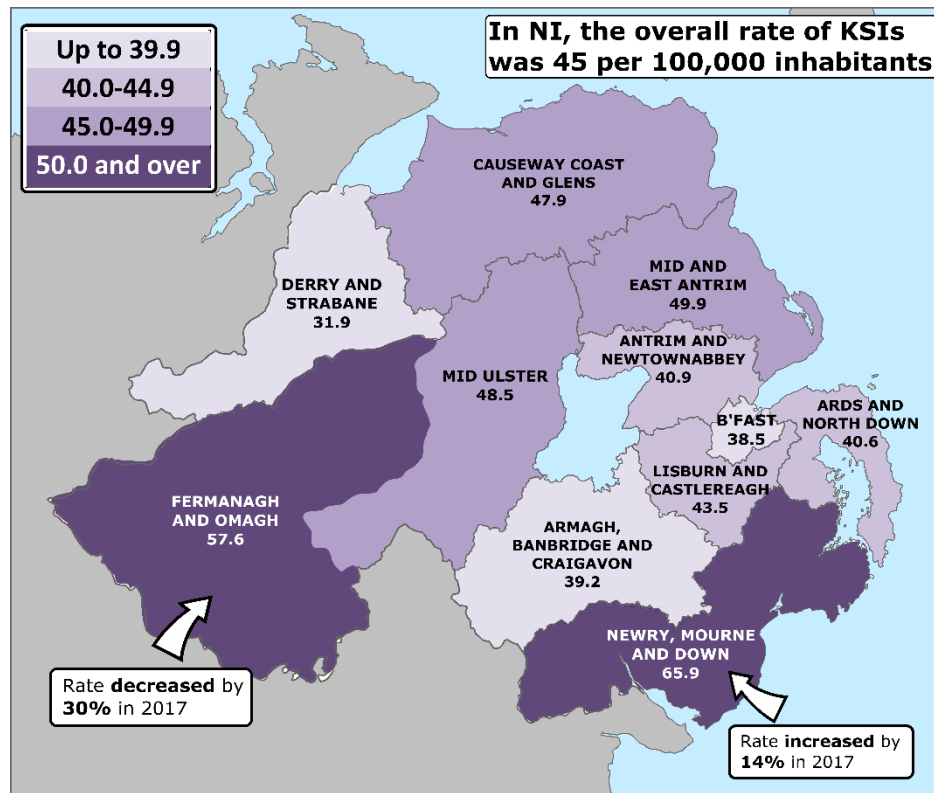 Up to 39.9
40.0-44.9
45.0-49.9
50.0 and over
In NI, the overall rate of KSIs
was 45 per 100,000 inhabitants
CAUSEWAY COAST
AND GLENS
47.9
DERRY AND
STRABANE
31.9
MID AND
EAST ANTRIM
49.9
ANTRIM AND
NEWTOWNABBEY
40.9
MID ULSTER
48.5
B'FAST
38.5
ARDS AND
NORTH DOWN
40.6
LISBURN AND
CASTLEREAGH
43.5
FERMANAGH
AND OMAGH
57.6
ARMAGH,
BANBRIDGE AND
CRAIGAVON
39.2
NEWRY, MOURNE
AND DOWN
65.9
Rate decreased by
30% in 2017
Rate increased by
14% in 2017